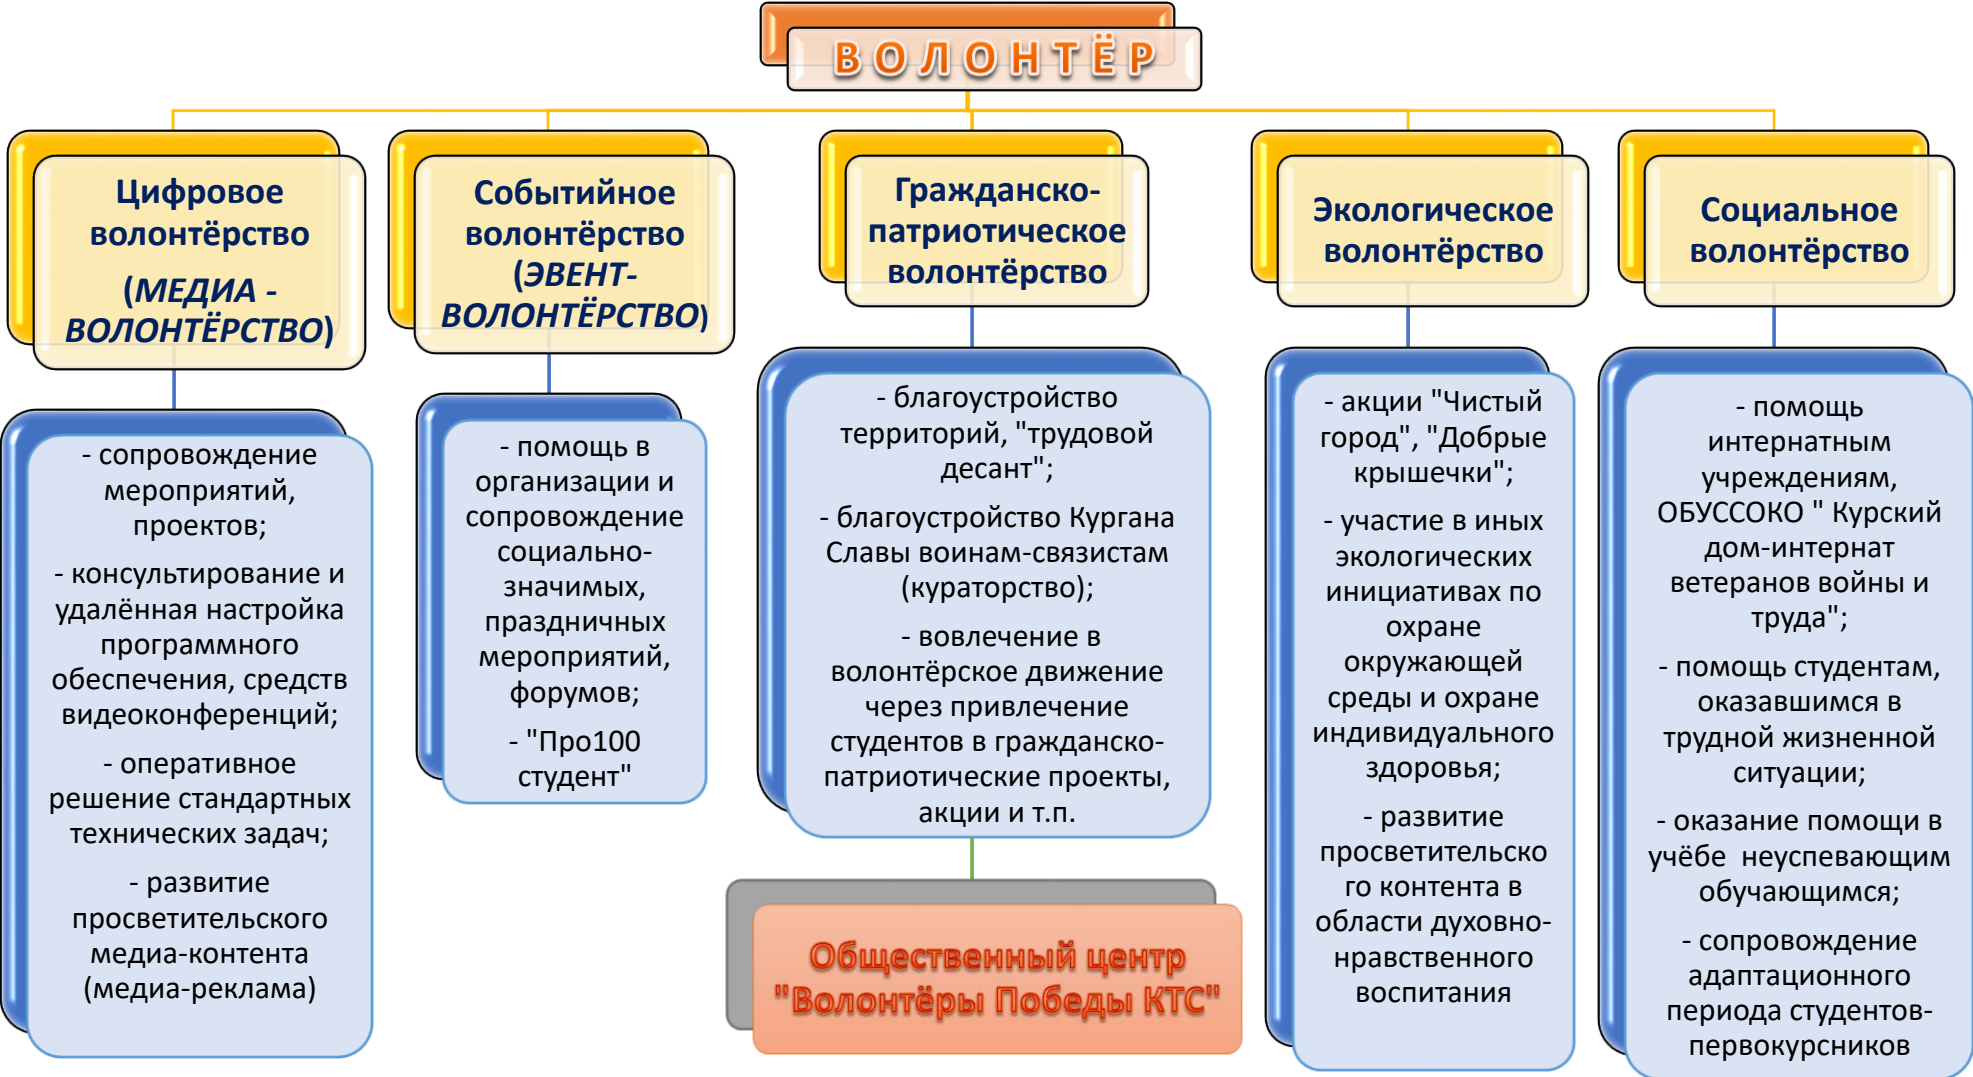 ВОЛОНТЁР
Цифровое
волонтёрство
(МЕДИА -
ВОЛОНТЁРСТВО)
- сопровождение
мероприятий,
проектов;
- консультирование и
удалённая настройка
программного
обеспечения, средств
видеоконференций;
- оперативное
решение стандартных
технических задач;
- развитие
просветительского
медиа-контента
(медиа-реклама)
Событийное
волонтёрство
(ЭВЕНТ-
ВОЛОНТЁРСТВО)
- помощь в
организации и
сопровождение
социально-
значимых,
праздничных
мероприятий,
форумов;
- "Про100
студент"
Гражданско-
патриотическое
волонтёрство
- благоустройство
территорий, "трудовой
десант";
- благоустройство Кургана
Славы воинам-связистам
(кураторство);
- вовлечение в
волонтёрское движение
через привлечение
студентов в гражданско-
патриотические проекты,
акции и т.п.
Общественный центр
"Волонтёры Победы КТС"
Экологическое
волонтёрство
- акции "Чистый
город", "Добрые
крышечки";
- участие в иных
экологических
инициативах по
охране
окружающей
среды и охране
индивидуального
здоровья;
- развитие
просветительско
го контента в
области духовно-
нравственного
воспитания
Социальное
волонтёрство
- помощь
интернатным
учреждениям,
ОБУССОКО " Курский
дом-интернат
ветеранов войны и
труда";
- помощь студентам,
оказавшимся в
трудной жизненной
ситуации;
- оказание помощи в
учёбе  неуспевающим
обучающимся;
- сопровождение
адаптационного
периода студентов-
первокурсников